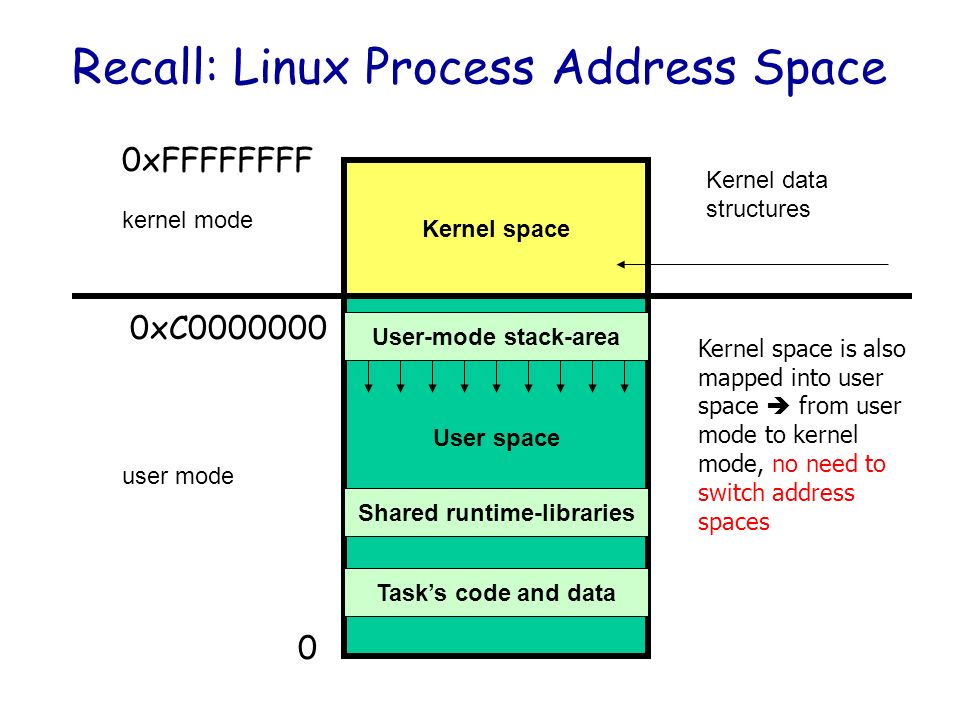 Recall: Linux Process Address Space
0xFFFFFFFF
kernel mode
Kernel space
Kernel data
structures
0xC0000000
User-mode stack-area
Kernel space is also
mapped into user
space 🡺 from user
mode to kernel
mode, no need to
switch address
spaces
User space
user mode
Shared runtime-libraries
Task’s code and data
0